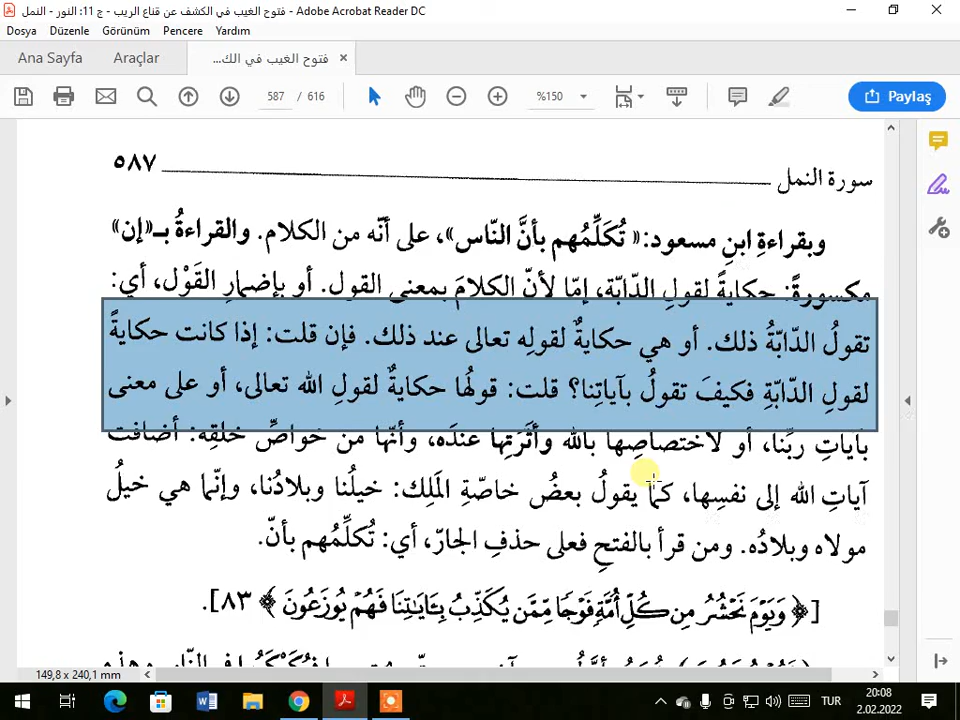 فتوح الغيب في الكشف عن قناع الريب - ج 11: النور - النمل - Adobe Acrobat Reader DC
Dosya Düzenle Görünüm Pencere Yardım
Ana Sayfa Araçlar فتوح الغيب في الك... ×
587 / 616 %150 Paylaş
سورة النمل ٥٨٧
وبقراءةِ ابنِ مسعود: «تُكَلِّمُهم بأنَّ النّاس»، على أنّه من الكلام. والقراءةُ بـ«إن»
مكسورةً: حكايةً لقولِ الدّابّة، إمّا لأنّ الكلامَ بمعنى القول. أو بإضمارِ القَوْل، أي:
تقولُ الدّابّةُ ذلك. أو هي حكايةٌ لقولِه تعالى عند ذلك. فإن قلت: إذا كانت حكايةً
لقولِ الدّابّةِ فكيفَ تقولُ بآياتِنا؟ قلت: قولُها حكايةٌ لقولِ الله تعالى، أو على معنى
بآياتِ ربِّنا، أو لاختصاصِها بالله وأثَرَتِها عندَه، وأنّها من خواصِّ خلقِه: أضافت
آياتِ الله إلى نفسِها، كما يقولُ بعضُ خاصّةِ المَلِك: خيلُنا وبلادُنا، وإنّما هي خيلُ
مولاه وبلادُه. ومن قرأ بالفتحِ فعلى حذفِ الجارّ، أي: تُكلِّمُهم بأنّ.
[﴿ وَيَوْمَ نَحْشُرُ مِن كُلِّ أُمَّةٍ فَوْجًا مِّمَّن يُكَذِّبُ بِـَٔايَـٰتِنَا فَهُمْ يُوزَعُونَ ﴾ ٨٣].
149,8 x 240,1 mm
TUR 20:08
2.02.2022